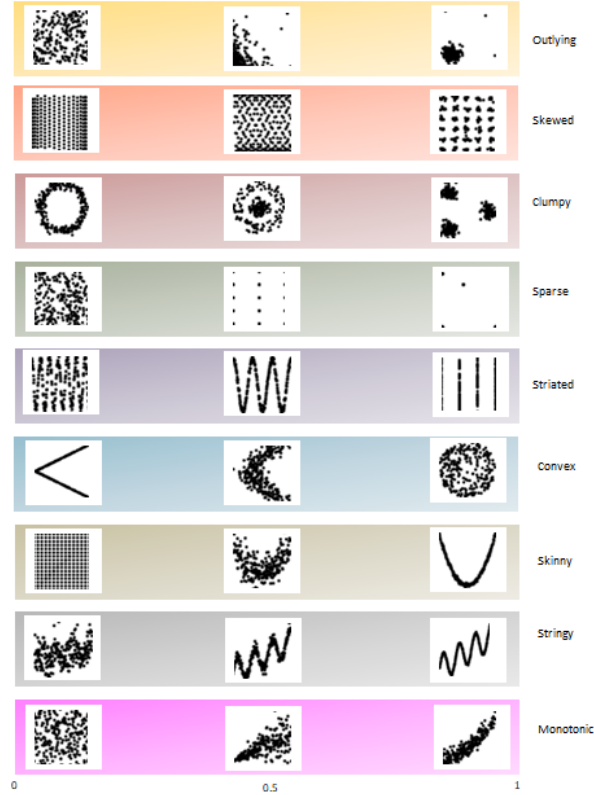 Outlying
Skewed
Clumpy
Sparse
Striated
Convex
Skinny
Stringy
Monotonic
0
0.5
1